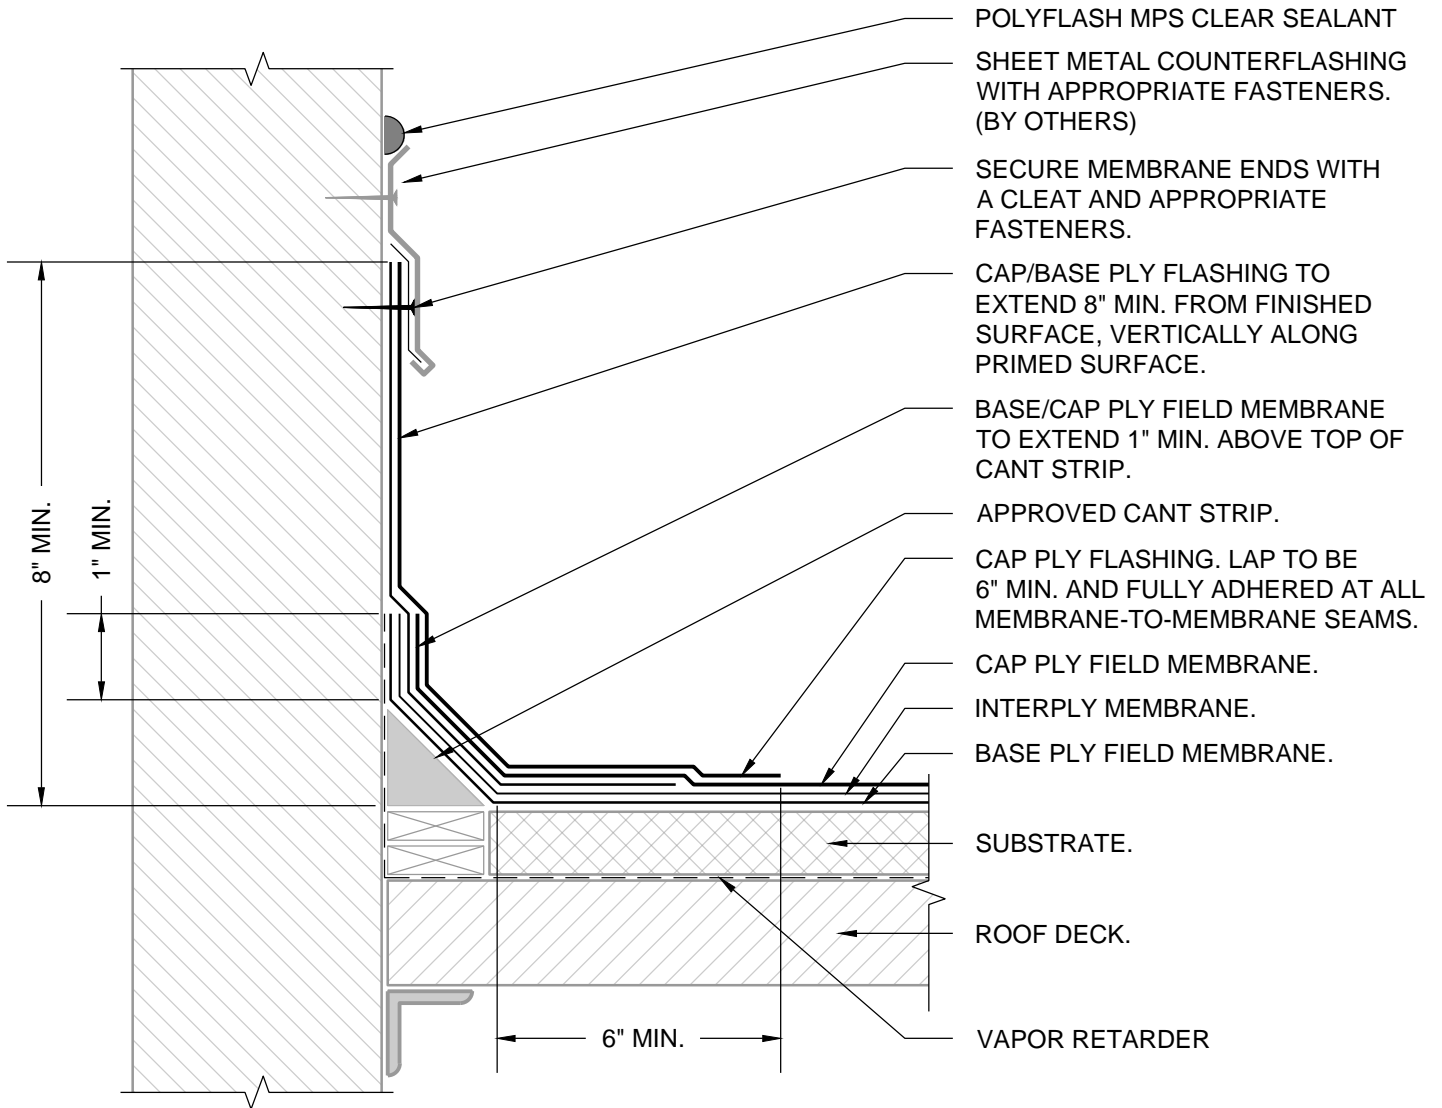 POLYFLASH MPS CLEAR SEALANT
SHEET METAL COUNTERFLASHING
WITH APPROPRIATE FASTENERS.
(BY OTHERS)
SECURE MEMBRANE ENDS WITH
A CLEAT AND APPROPRIATE
FASTENERS.
CAP/BASE PLY FLASHING TO
EXTEND 8" MIN. FROM FINISHED
SURFACE, VERTICALLY ALONG
PRIMED SURFACE.
BASE/CAP PLY FIELD MEMBRANE
TO EXTEND 1" MIN. ABOVE TOP OF
CANT STRIP.
APPROVED CANT STRIP.
CAP PLY FLASHING. LAP TO BE
6" MIN. AND FULLY ADHERED AT ALL
MEMBRANE-TO-MEMBRANE SEAMS.
CAP PLY FIELD MEMBRANE.
INTERPLY MEMBRANE.
BASE PLY FIELD MEMBRANE.
SUBSTRATE.
ROOF DECK.
VAPOR RETARDER
8" MIN.
1" MIN.
6" MIN.